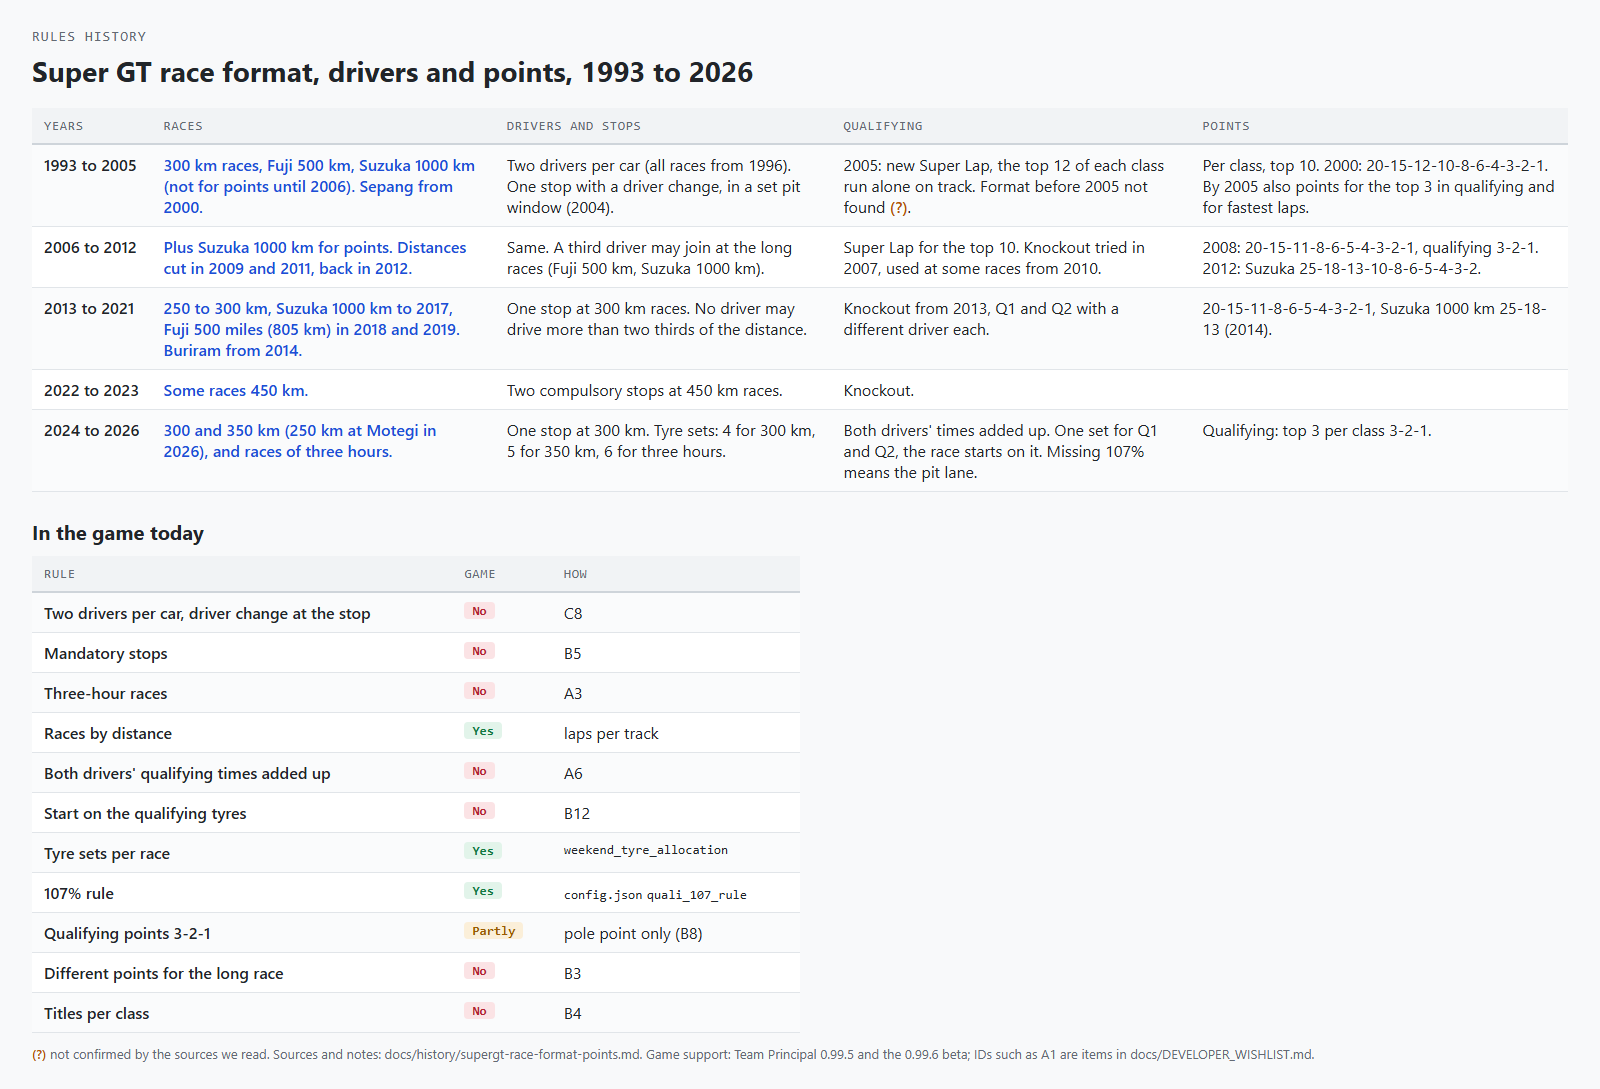 RULES HISTORY
Super GT race format, drivers and points, 1993 to 2026
YEARS RACES DRIVERS AND STOPS QUALIFYING POINTS
1993 to 2005
300 km races, Fuji 500 km, Suzuka 1000 km
(not for points until 2006). Sepang from
2000.
Two drivers per car (all races from 1996).
One stop with a driver change, in a set pit
window (2004).
2005: new Super Lap, the top 12 of each class
run alone on track. Format before 2005 not
found (?).
Per class, top 10. 2000: 20-15-12-10-8-6-4-3-2-1.
By 2005 also points for the top 3 in qualifying and
for fastest laps.
2006 to 2012
Plus Suzuka 1000 km for points. Distances
cut in 2009 and 2011, back in 2012.
Same. A third driver may join at the long
races (Fuji 500 km, Suzuka 1000 km).
Super Lap for the top 10. Knockout tried in
2007, used at some races from 2010.
2008: 20-15-11-8-6-5-4-3-2-1, qualifying 3-2-1.
2012: Suzuka 25-18-13-10-8-6-5-4-3-2.
2013 to 2021
250 to 300 km, Suzuka 1000 km to 2017,
Fuji 500 miles (805 km) in 2018 and 2019.
Buriram from 2014.
One stop at 300 km races. No driver may
drive more than two thirds of the distance.
Knockout from 2013, Q1 and Q2 with a
different driver each.
20-15-11-8-6-5-4-3-2-1, Suzuka 1000 km 25-18-
13 (2014).
2022 to 2023
Some races 450 km.
Two compulsory stops at 450 km races.
Knockout.
2024 to 2026
300 and 350 km (250 km at Motegi in
2026), and races of three hours.
One stop at 300 km. Tyre sets: 4 for 300 km,
5 for 350 km, 6 for three hours.
Both drivers' times added up. One set for Q1
and Q2, the race starts on it. Missing 107%
means the pit lane.
Qualifying: top 3 per class 3-2-1.
In the game today
RULE GAME HOW
Two drivers per car, driver change at the stop No C8
Mandatory stops No B5
Three-hour races No A3
Races by distance Yes laps per track
Both drivers' qualifying times added up No A6
Start on the qualifying tyres No B12
Tyre sets per race Yes weekend_tyre_allocation
107% rule Yes config.json quali_107_rule
Qualifying points 3-2-1 Partly pole point only (B8)
Different points for the long race No B3
Titles per class No B4
(?) not confirmed by the sources we read. Sources and notes: docs/history/supergt-race-format-points.md. Game support: Team Principal 0.99.5 and the 0.99.6 beta; IDs such as A1 are items in docs/DEVELOPER_WISHLIST.md.